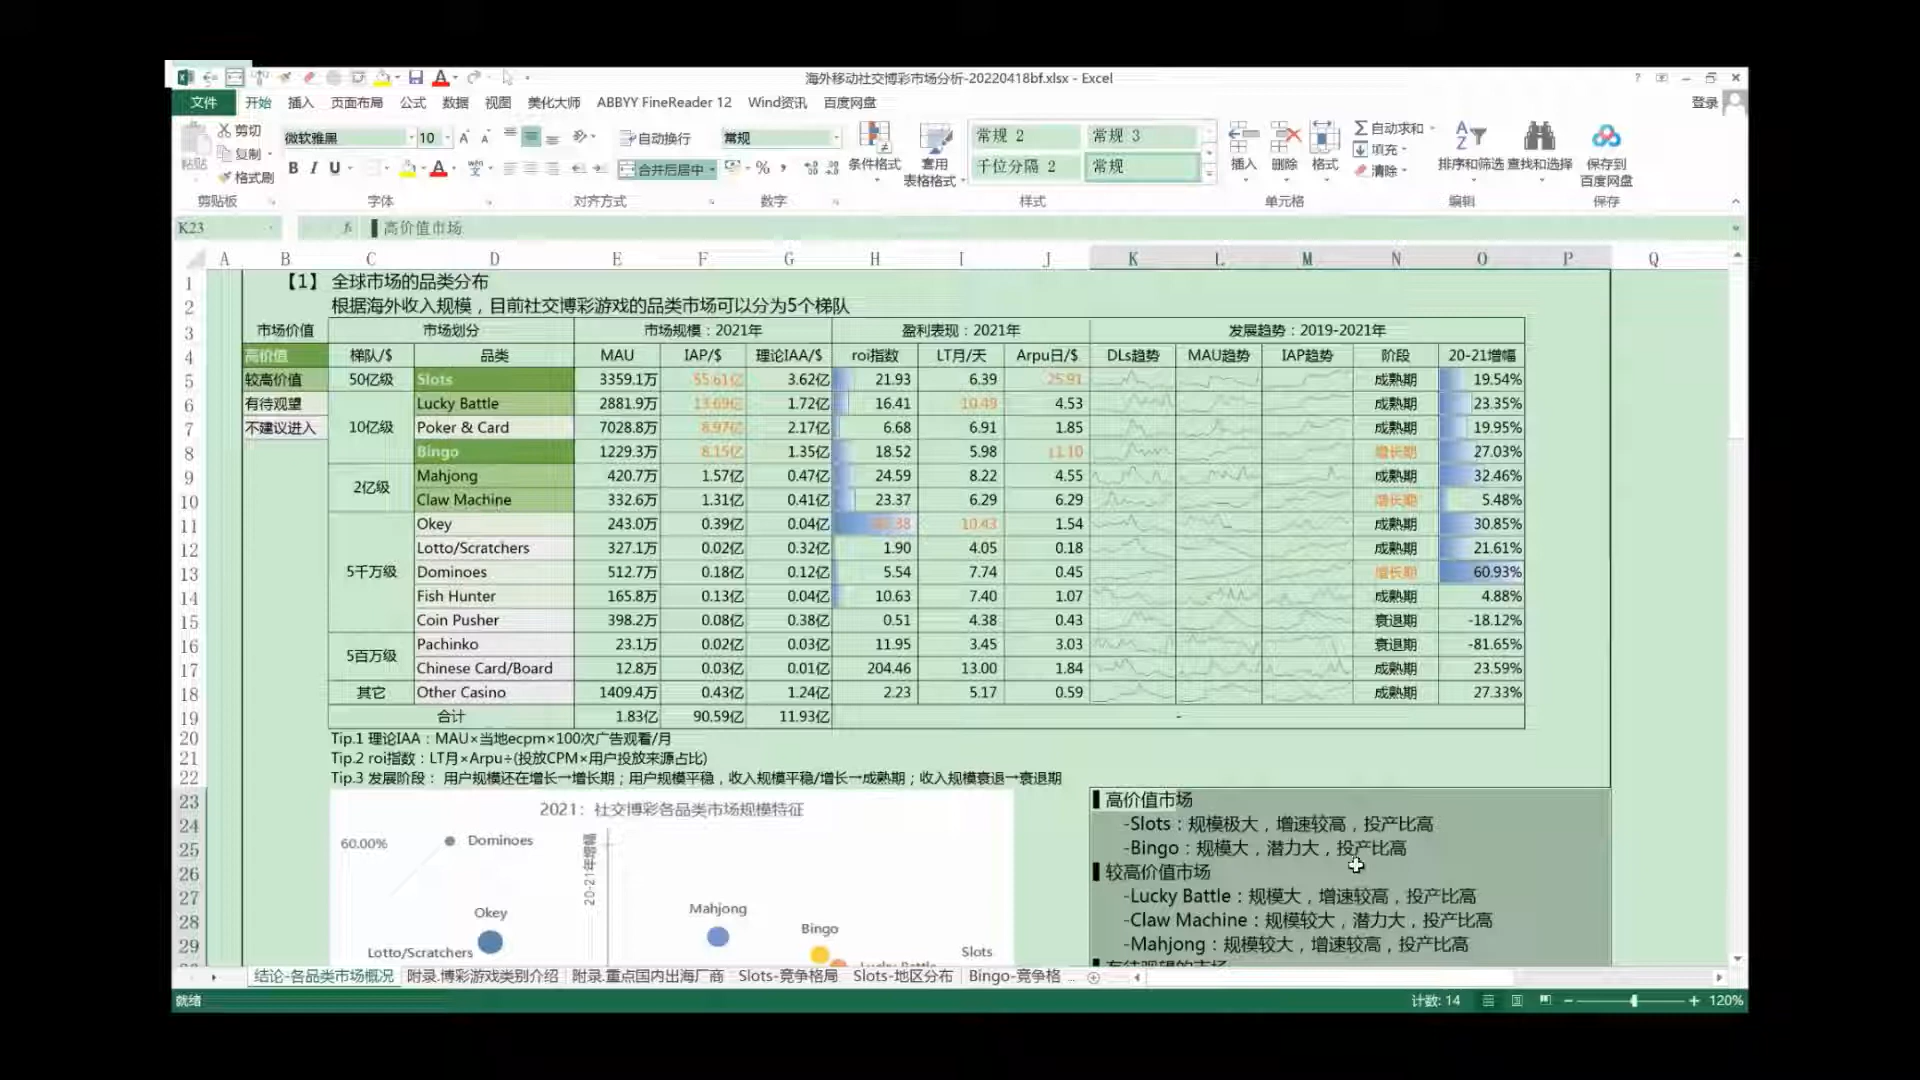 海外移动社交博彩市场分析-20220418bf.xlsx - Excel
文件 开始 插入 页面布局 公式 数据 视图 美化大师 ABBYY FineReader 12 Wind资讯 百度网盘 登录
剪切 复制 格式刷 粘贴 剪贴板
微软雅黑 10 B I U 字体
自动换行 合并后居中 对齐方式
常规 % 数字
条件格式 套用表格格式 常规 2 常规 3 千位分隔 2 常规 样式
插入 删除 格式 单元格
自动求和 填充 清除 排序和筛选 查找和选择 编辑
保存到百度网盘 保存
K23 高价值市场
A B C D E F G H I J K L M N O P Q
1 【1】 全球市场的品类分布
2 根据海外收入规模，目前社交博彩游戏的品类市场可以分为5个梯队
3 市场价值 市场划分 市场规模：2021年 盈利表现：2021年 发展趋势：2019-2021年
4 高价值 梯队/$ 品类 MAU IAP/$ 理论IAA/$ roi指数 LT月/天 Arpu日/$ DLs趋势 MAU趋势 IAP趋势 阶段 20-21增幅
5 较高价值 50亿级 Slots 3359.1万 55.61亿 3.62亿 21.93 6.39 25.91 成熟期 19.54%
6 有待观望 Lucky Battle 2881.9万 13.69亿 1.72亿 16.41 10.49 4.53 成熟期 23.35%
7 不建议进入 10亿级 Poker & Card 7028.8万 8.97亿 2.17亿 6.68 6.91 1.85 成熟期 19.95%
8 Bingo 1229.3万 8.15亿 1.35亿 18.52 5.98 11.10 增长期 27.03%
9 2亿级 Mahjong 420.7万 1.57亿 0.47亿 24.59 8.22 4.55 成熟期 32.46%
10 Claw Machine 332.6万 1.31亿 0.41亿 23.37 6.29 6.29 增长期 5.48%
11 Okey 243.0万 0.39亿 0.04亿 10.43 1.54 成熟期 30.85%
12 Lotto/Scratchers 327.1万 0.02亿 0.32亿 1.90 4.05 0.18 成熟期 21.61%
13 5千万级 Dominoes 512.7万 0.18亿 0.12亿 5.54 7.74 0.45 增长期 60.93%
14 Fish Hunter 165.8万 0.13亿 0.04亿 10.63 7.40 1.07 成熟期 4.88%
15 Coin Pusher 398.2万 0.08亿 0.38亿 0.51 4.38 0.43 衰退期 -18.12%
16 5百万级 Pachinko 23.1万 0.02亿 0.03亿 11.95 3.45 3.03 衰退期 -81.65%
17 Chinese Card/Board 12.8万 0.03亿 0.01亿 204.46 13.00 1.84 成熟期 23.59%
18 其它 Other Casino 1409.4万 0.43亿 1.24亿 2.23 5.17 0.59 成熟期 27.33%
19 合计 1.83亿 90.59亿 11.93亿 -
20 Tip.1 理论IAA：MAU×当地ecpm×100次广告观看/月
21 Tip.2 roi指数：LT月×Arpu÷(投放CPM×用户投放来源占比)
22 Tip.3 发展阶段： 用户规模还在增长→增长期；用户规模平稳，收入规模平稳/增长→成熟期；收入规模衰退→衰退期
23
24
25
26
27
28
29
2021：社交博彩各品类市场规模特征
60.00%
20-21年增幅
Dominoes
Okey
Mahjong
Bingo
Lotto/Scratchers
Slots
▌高价值市场
-Slots：规模极大，增速较高，投产比高
-Bingo：规模大，潜力大，投产比高
▌较高价值市场
-Lucky Battle：规模大，增速较高，投产比高
-Claw Machine：规模较大，潜力大，投产比高
-Mahjong：规模较大，增速较高，投产比高
结论-各品类市场概况 附录.博彩游戏类别介绍 附录.重点国内出海厂商 Slots-竞争格局 Slots-地区分布 Bingo-竞争格 ...
就绪 计数: 14 120%